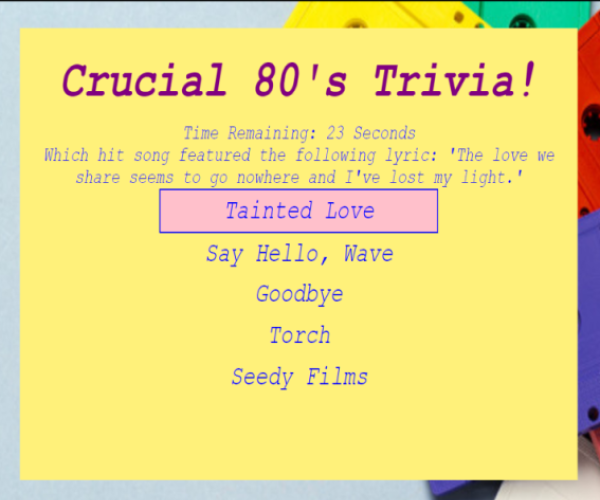 Crucial 80's Trivia!
Time Remaining: 23 Seconds
Which hit song featured the following lyric: 'The love we
share seems to go nowhere and I've lost my light.'
Tainted Love
Say Hello, Wave
Goodbye
Torch
Seedy Films